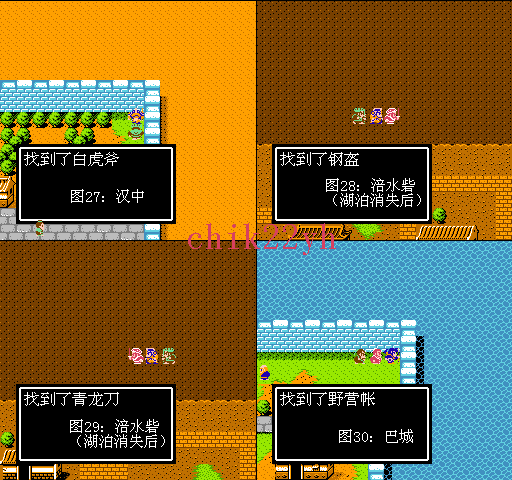 找到了白虎斧
图27：汉中
找到了钢盔
图28：涪水砦
（湖泊消失后）
chik22yh
找到了青龙刀
图29：涪水砦
（湖泊消失后）
找到了野营帐
图30：巴城